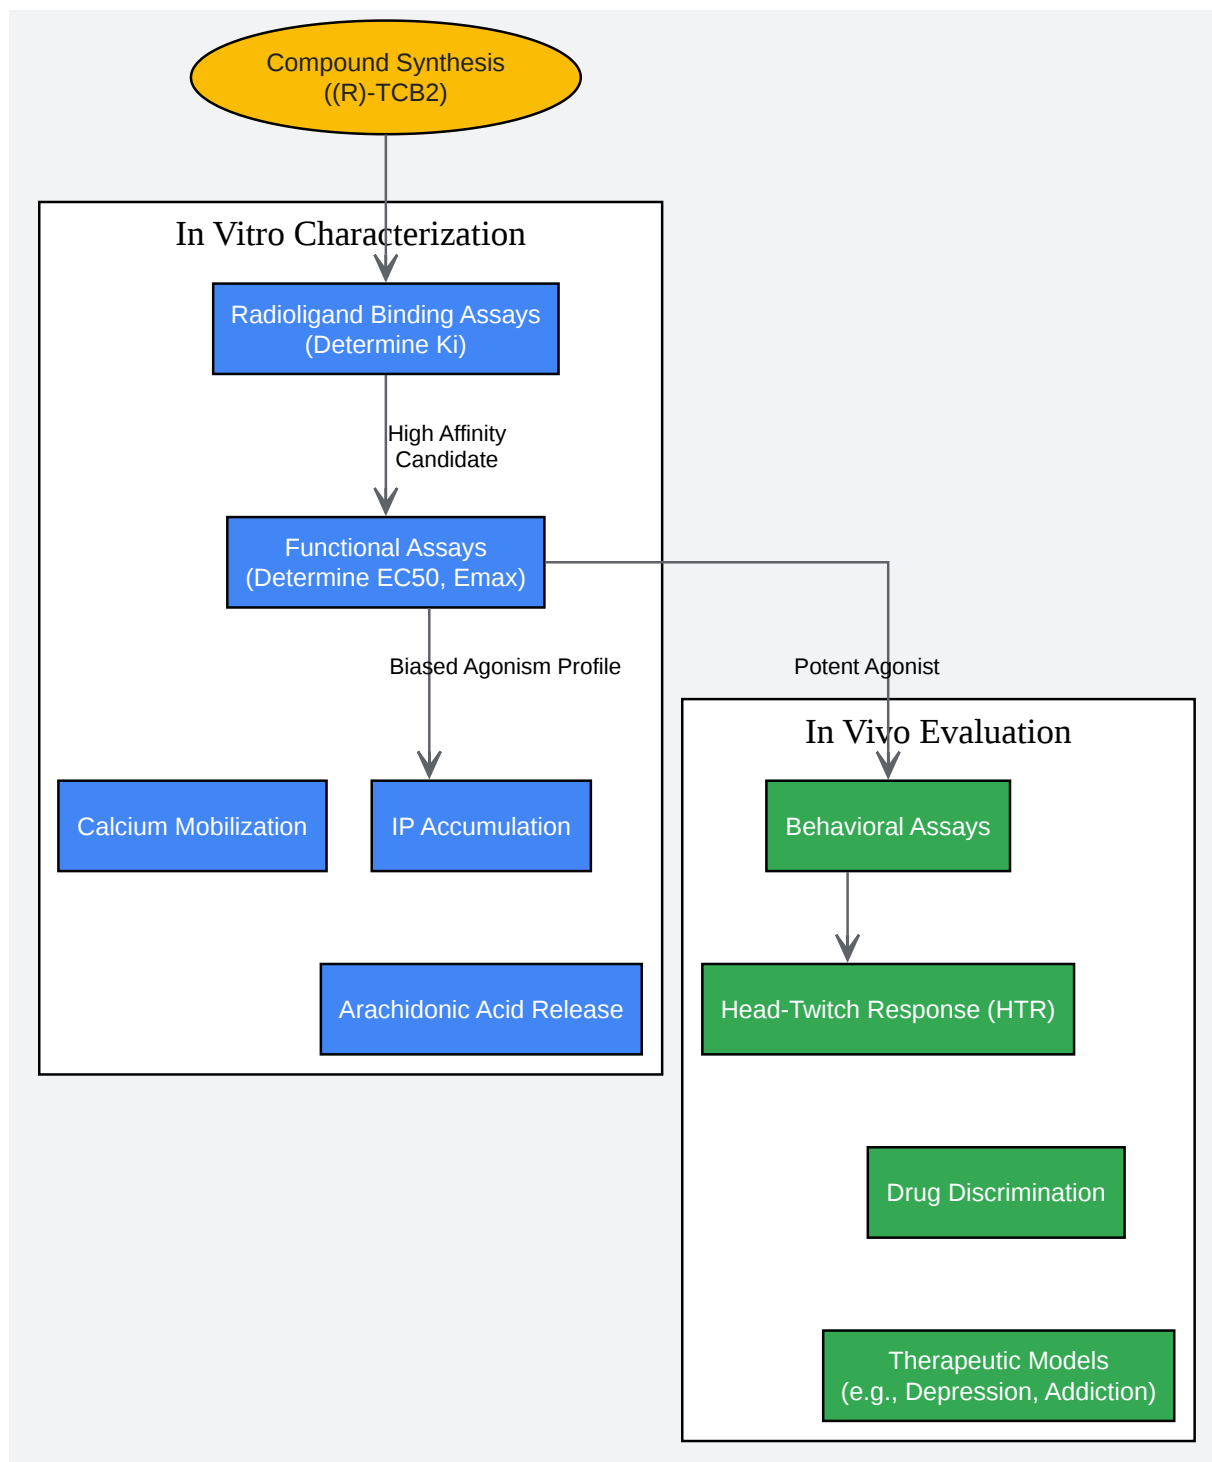 Compound Synthesis
((R)-TCB2)
In Vitro Characterization
Radioligand Binding Assays
(Determine Ki)
High Affinity
Candidate
Functional Assays
(Determine EC50, Emax)
Biased Agonism Profile
Potent Agonist
In Vivo Evaluation
Calcium Mobilization
IP Accumulation
Behavioral Assays
Arachidonic Acid Release
Head-Twitch Response (HTR)
Drug Discrimination
Therapeutic Models
(e.g., Depression, Addiction)